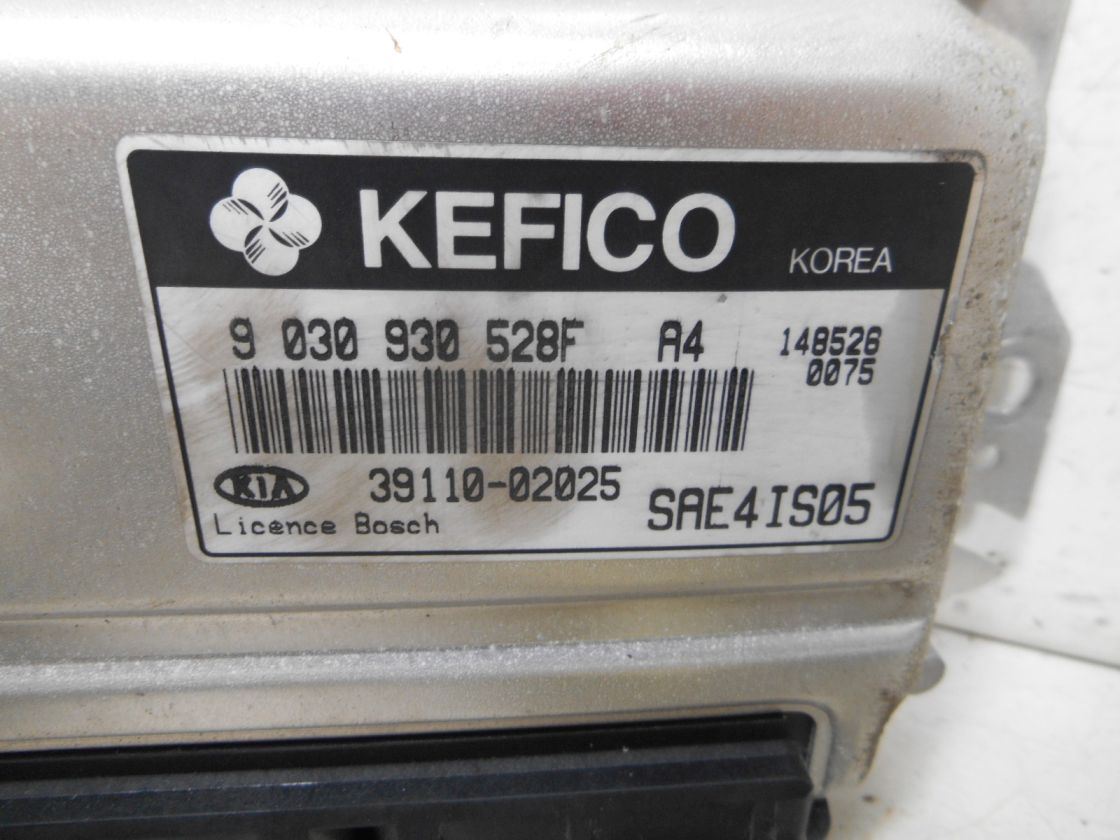 KEFICO KOREA
9 030 930 528F A4 148526
0075
KIA 39110-02025 SAE4IS05
Licence Bosch